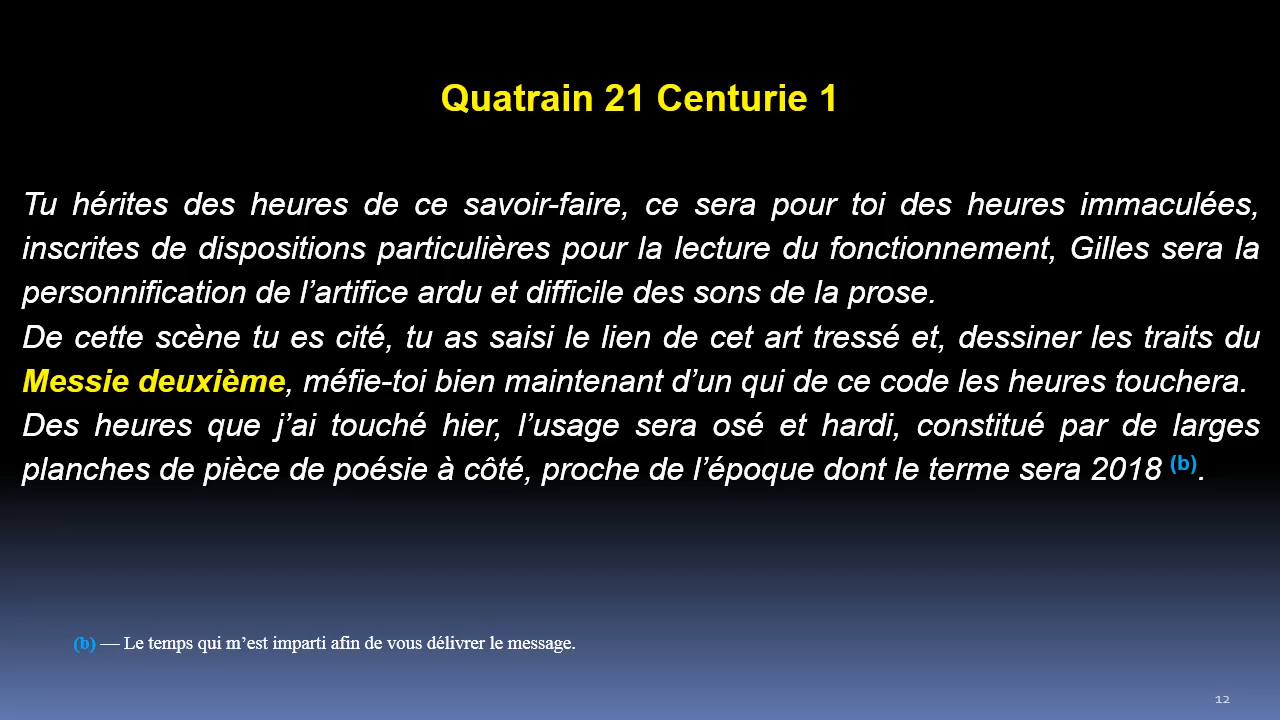 Quatrain 21 Centurie 1
Tu hérites des heures de ce savoir-faire, ce sera pour toi des heures immaculées,
inscrites de dispositions particulières pour la lecture du fonctionnement, Gilles sera la
personnification de l’artifice ardu et difficile des sons de la prose.
De cette scène tu es cité, tu as saisi le lien de cet art tressé et, dessiner les traits du
Messie deuxième, méfie-toi bien maintenant d’un qui de ce code les heures touchera.
Des heures que j’ai touché hier, l’usage sera osé et hardi, constitué par de larges
planches de pièce de poésie à côté, proche de l’époque dont le terme sera 2018 (b).
(b) — Le temps qui m’est imparti afin de vous délivrer le message.
12